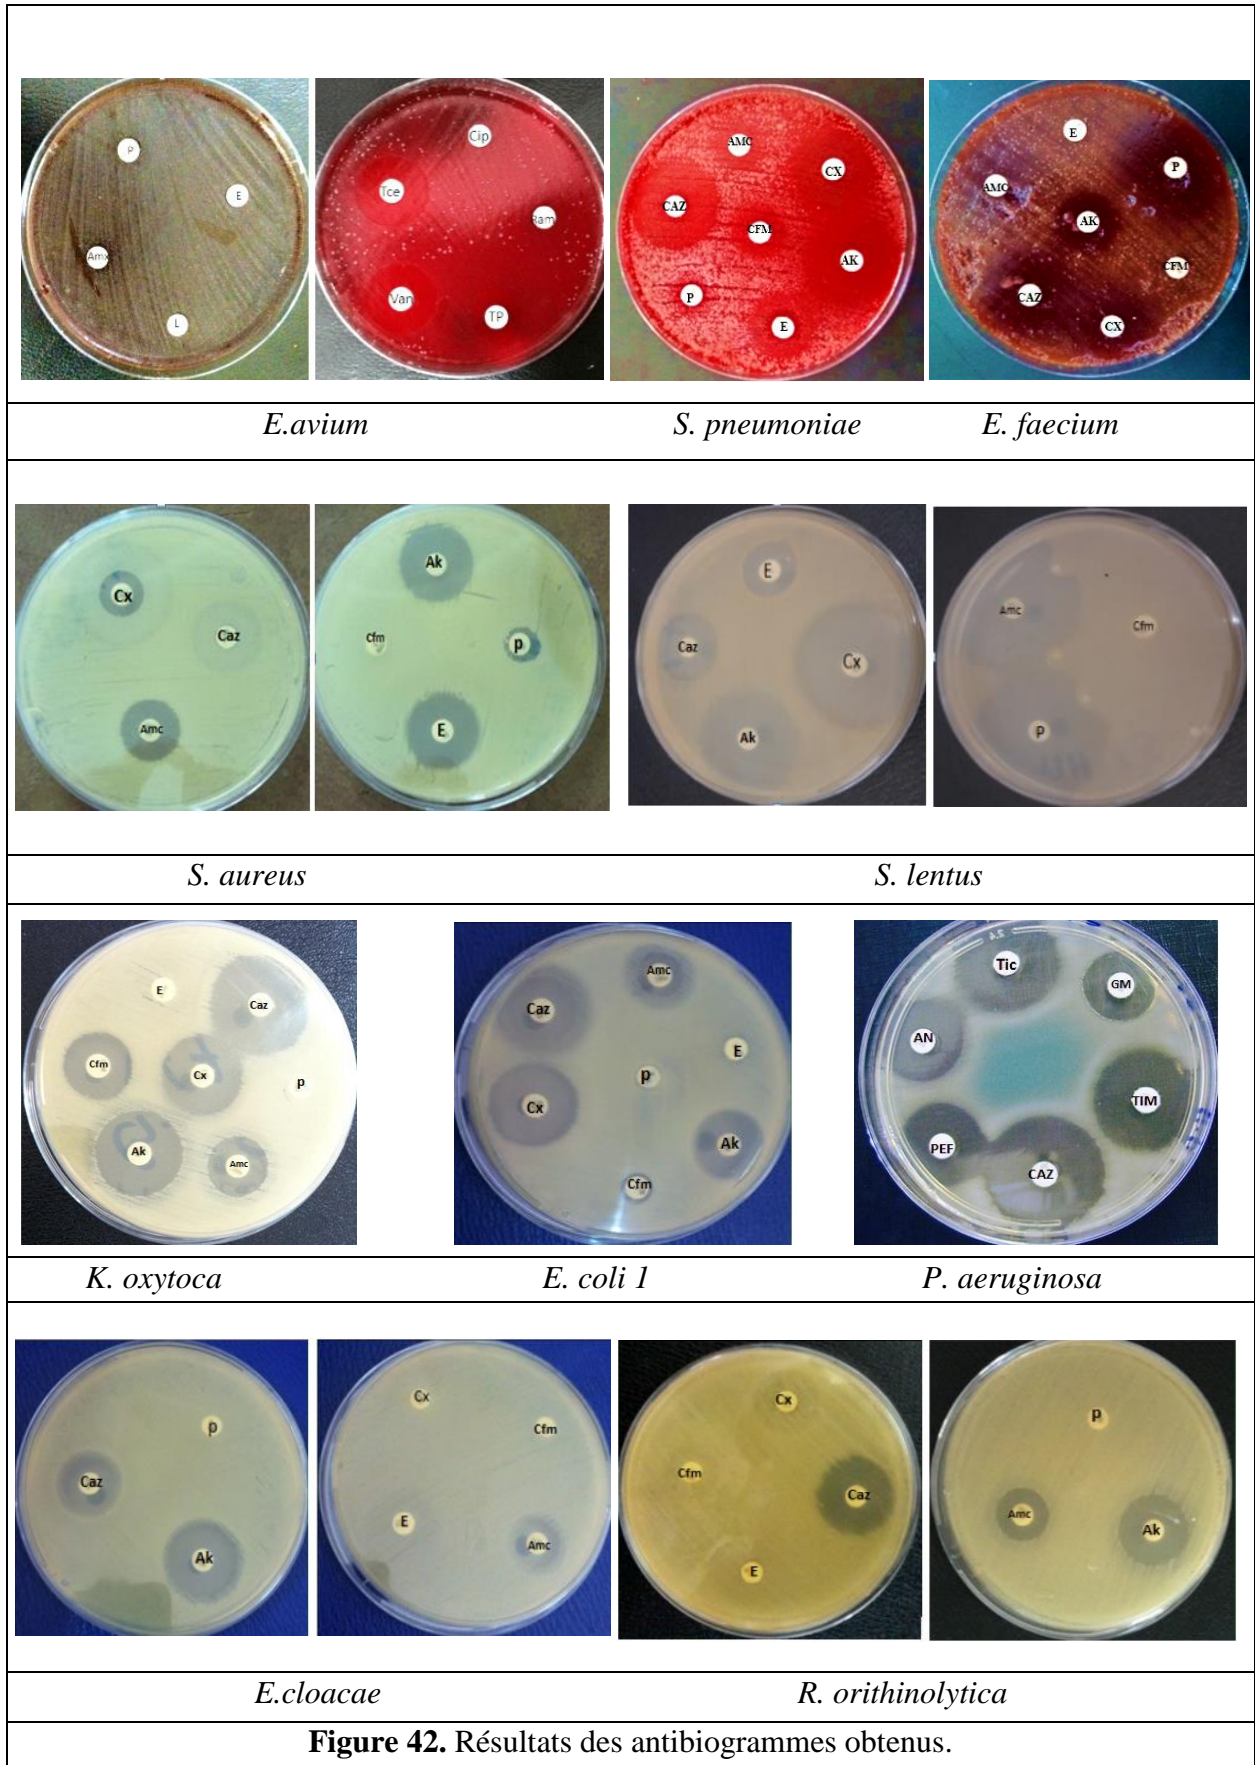 P
E
Amx
L
Cip
Tce
Ram
Van
TP
AMC
CX
CAZ
CFM
AK
P
E
E
P
AMC
AK
CFM
CAZ
CX
E.avium
S. pneumoniae
E. faecium
Cx
Caz
Amc
Ak
Cfm
p
E
E
Caz
Cx
Ak
Amc
Cfm
P
S. aureus
S. lentus
E
Caz
Cfm
Cx
p
Ak
Amc
Amc
Caz
E
p
Cx
Ak
Cfm
2.4
Tic
GM
AN
TIM
PEF
CAZ
K. oxytoca
E. coli 1
P. aeruginosa
p
Caz
Ak
Cx
Cfm
E
Amc
Cx
Cfm
Caz
E
p
Amc
Ak
E.cloacae
R. orithinolytica
Figure 42. Résultats des antibiogrammes obtenus.